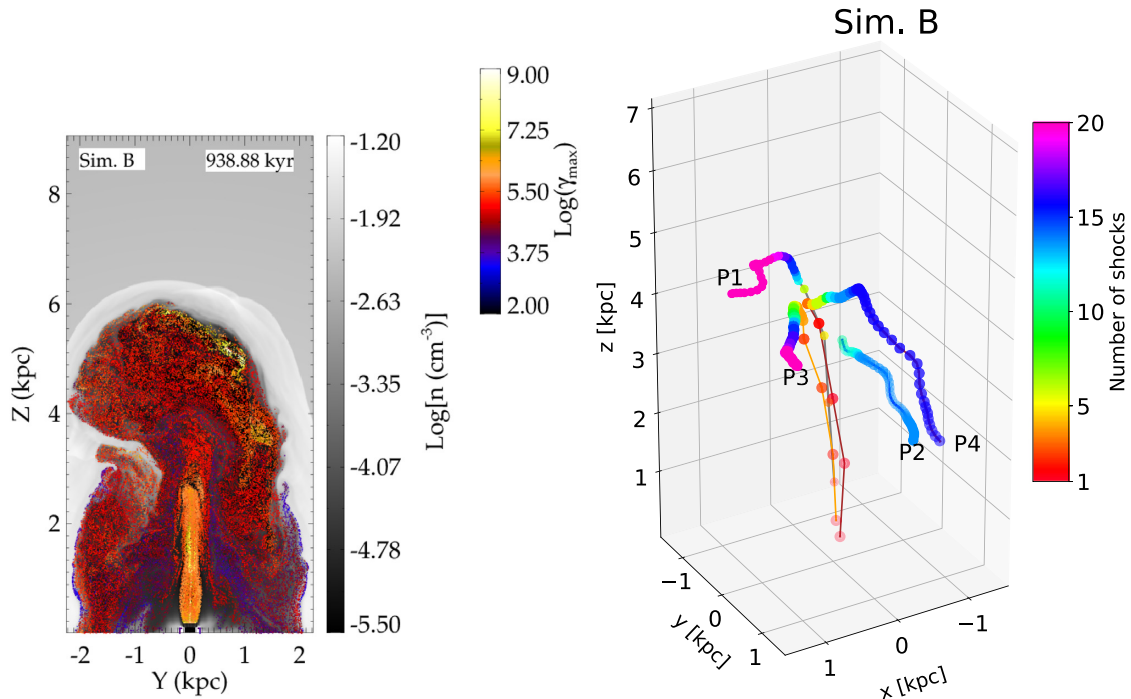 Sim. B
938.88 kyr
8
6
4
2
Z (kpc)
-2
-1
0
1
2
Y (kpc)
-1.20
-1.92
-2.63
-3.35
-4.07
-4.78
-5.50
Log[n (cm⁻³)]
9.00
7.25
5.50
3.75
2.00
Log(γmax)
Sim. B
7
6
5
4
3
2
1
z [kpc]
P1
P3
P2
P4
−1
0
1
y [kpc]
1
0
−1
x [kpc]
20
15
10
5
1
Number of shocks